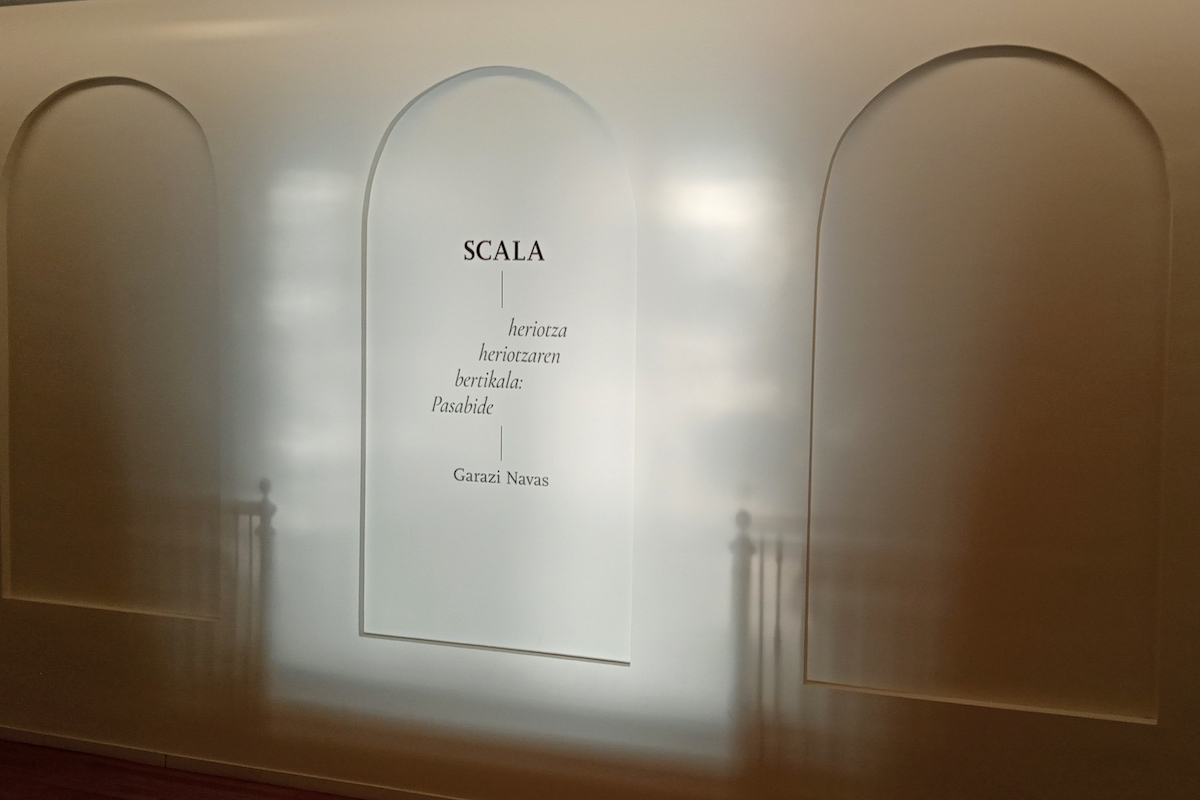 SCALA
heriotza
heriotzaren
bertikala:
Pasabide
Garazi Navas